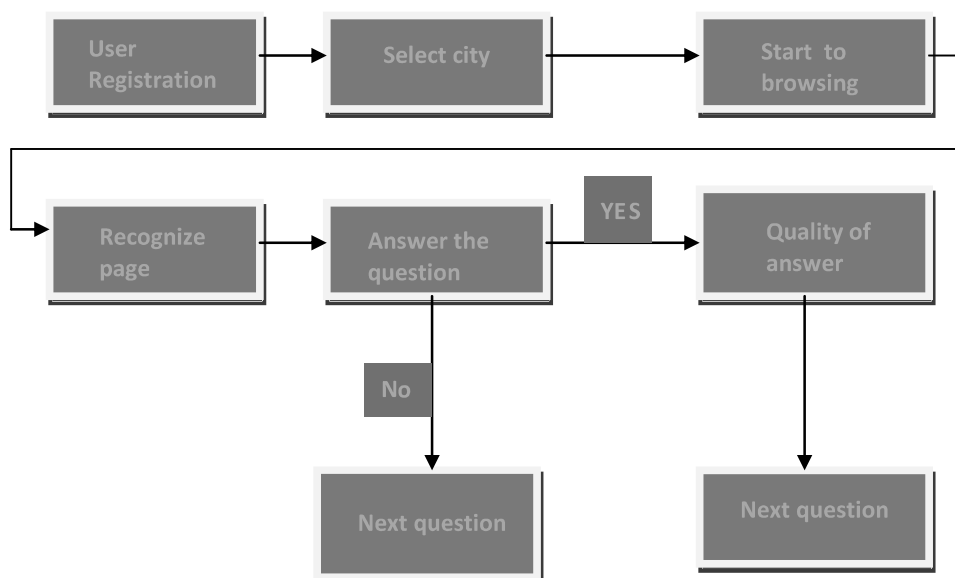 User
Registration
Select city
Start to
browsing
Recognize
page
Answer the
question
YES
Quality of
answer
No
Next question
Next question